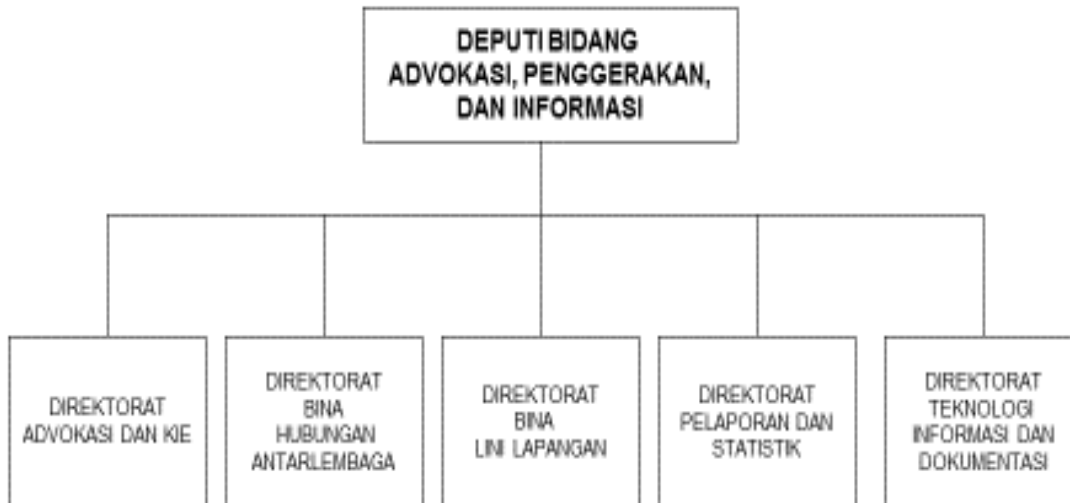 DEPUTI BIDANG
ADVOKASI, PENGGERAKAN,
DAN INFORMASI
DIREKTORAT
ADVOKASI DAN KIE
DIREKTORAT
BINA
HUBUNGAN
ANTARLEMBAGA
DIREKTORAT
BINA
LINI LAPANGAN
DIREKTORAT
PELAPORAN DAN
STATISTIK
DIREKTORAT
TEKNOLOGI
INFORMASI DAN
DOKUMENTASI